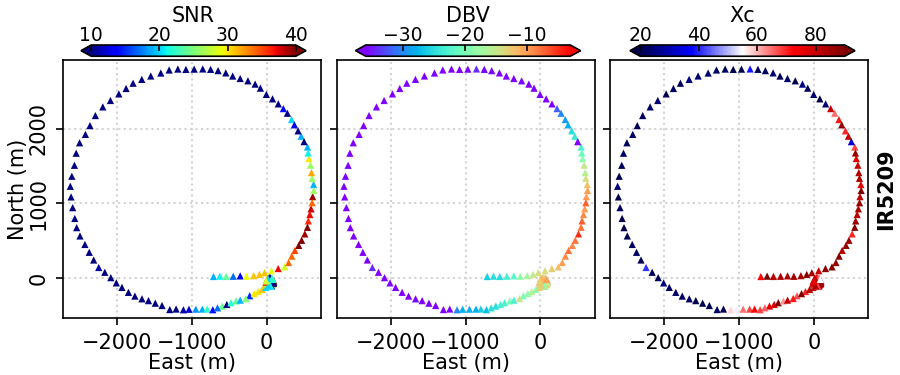 SNR DBV Xc
10 20 30 40 −30 −20 −10 20 40 60 80
2000
1000
0
North (m)
IR5209
−2000 −1000 0 −2000 −1000 0 −2000 −1000 0
East (m) East (m) East (m)